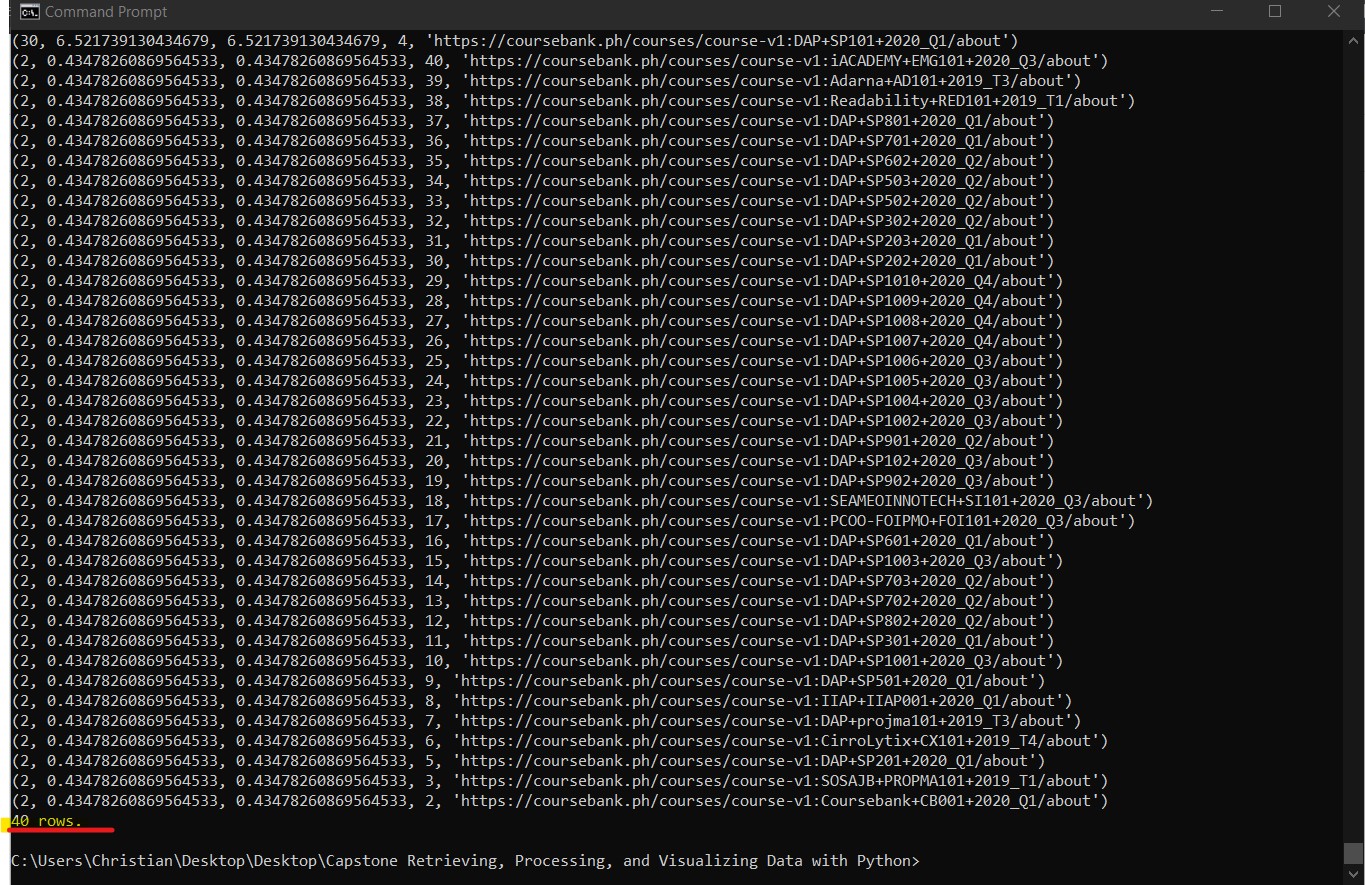 Command Prompt
(30, 6.521739130434679, 6.521739130434679, 4, 'https://coursebank.ph/courses/course-v1:DAP+SP101+2020_Q1/about')
(2, 0.43478260869564533, 0.43478260869564533, 40, 'https://coursebank.ph/courses/course-v1:iACADEMY+EMG101+2020_Q3/about')
(2, 0.43478260869564533, 0.43478260869564533, 39, 'https://coursebank.ph/courses/course-v1:Adarna+AD101+2019_T3/about')
(2, 0.43478260869564533, 0.43478260869564533, 38, 'https://coursebank.ph/courses/course-v1:Readability+RED101+2019_T1/about')
(2, 0.43478260869564533, 0.43478260869564533, 37, 'https://coursebank.ph/courses/course-v1:DAP+SP801+2020_Q1/about')
(2, 0.43478260869564533, 0.43478260869564533, 36, 'https://coursebank.ph/courses/course-v1:DAP+SP701+2020_Q1/about')
(2, 0.43478260869564533, 0.43478260869564533, 35, 'https://coursebank.ph/courses/course-v1:DAP+SP602+2020_Q2/about')
(2, 0.43478260869564533, 0.43478260869564533, 34, 'https://coursebank.ph/courses/course-v1:DAP+SP503+2020_Q2/about')
(2, 0.43478260869564533, 0.43478260869564533, 33, 'https://coursebank.ph/courses/course-v1:DAP+SP502+2020_Q2/about')
(2, 0.43478260869564533, 0.43478260869564533, 32, 'https://coursebank.ph/courses/course-v1:DAP+SP302+2020_Q2/about')
(2, 0.43478260869564533, 0.43478260869564533, 31, 'https://coursebank.ph/courses/course-v1:DAP+SP203+2020_Q1/about')
(2, 0.43478260869564533, 0.43478260869564533, 30, 'https://coursebank.ph/courses/course-v1:DAP+SP202+2020_Q1/about')
(2, 0.43478260869564533, 0.43478260869564533, 29, 'https://coursebank.ph/courses/course-v1:DAP+SP1010+2020_Q4/about')
(2, 0.43478260869564533, 0.43478260869564533, 28, 'https://coursebank.ph/courses/course-v1:DAP+SP1009+2020_Q4/about')
(2, 0.43478260869564533, 0.43478260869564533, 27, 'https://coursebank.ph/courses/course-v1:DAP+SP1008+2020_Q4/about')
(2, 0.43478260869564533, 0.43478260869564533, 26, 'https://coursebank.ph/courses/course-v1:DAP+SP1007+2020_Q4/about')
(2, 0.43478260869564533, 0.43478260869564533, 25, 'https://coursebank.ph/courses/course-v1:DAP+SP1006+2020_Q3/about')
(2, 0.43478260869564533, 0.43478260869564533, 24, 'https://coursebank.ph/courses/course-v1:DAP+SP1005+2020_Q3/about')
(2, 0.43478260869564533, 0.43478260869564533, 23, 'https://coursebank.ph/courses/course-v1:DAP+SP1004+2020_Q3/about')
(2, 0.43478260869564533, 0.43478260869564533, 22, 'https://coursebank.ph/courses/course-v1:DAP+SP1002+2020_Q3/about')
(2, 0.43478260869564533, 0.43478260869564533, 21, 'https://coursebank.ph/courses/course-v1:DAP+SP901+2020_Q2/about')
(2, 0.43478260869564533, 0.43478260869564533, 20, 'https://coursebank.ph/courses/course-v1:DAP+SP102+2020_Q3/about')
(2, 0.43478260869564533, 0.43478260869564533, 19, 'https://coursebank.ph/courses/course-v1:DAP+SP902+2020_Q3/about')
(2, 0.43478260869564533, 0.43478260869564533, 18, 'https://coursebank.ph/courses/course-v1:SEAMEOINNOTECH+SI101+2020_Q3/about')
(2, 0.43478260869564533, 0.43478260869564533, 17, 'https://coursebank.ph/courses/course-v1:PCOO-FOIPMO+FOI101+2020_Q3/about')
(2, 0.43478260869564533, 0.43478260869564533, 16, 'https://coursebank.ph/courses/course-v1:DAP+SP601+2020_Q1/about')
(2, 0.43478260869564533, 0.43478260869564533, 15, 'https://coursebank.ph/courses/course-v1:DAP+SP1003+2020_Q3/about')
(2, 0.43478260869564533, 0.43478260869564533, 14, 'https://coursebank.ph/courses/course-v1:DAP+SP703+2020_Q2/about')
(2, 0.43478260869564533, 0.43478260869564533, 13, 'https://coursebank.ph/courses/course-v1:DAP+SP702+2020_Q2/about')
(2, 0.43478260869564533, 0.43478260869564533, 12, 'https://coursebank.ph/courses/course-v1:DAP+SP802+2020_Q2/about')
(2, 0.43478260869564533, 0.43478260869564533, 11, 'https://coursebank.ph/courses/course-v1:DAP+SP301+2020_Q1/about')
(2, 0.43478260869564533, 0.43478260869564533, 10, 'https://coursebank.ph/courses/course-v1:DAP+SP1001+2020_Q3/about')
(2, 0.43478260869564533, 0.43478260869564533, 9, 'https://coursebank.ph/courses/course-v1:DAP+SP501+2020_Q1/about')
(2, 0.43478260869564533, 0.43478260869564533, 8, 'https://coursebank.ph/courses/course-v1:IIAP+IIAP001+2020_Q1/about')
(2, 0.43478260869564533, 0.43478260869564533, 7, 'https://coursebank.ph/courses/course-v1:DAP+projma101+2019_T3/about')
(2, 0.43478260869564533, 0.43478260869564533, 6, 'https://coursebank.ph/courses/course-v1:CirroLytix+CX101+2019_T4/about')
(2, 0.43478260869564533, 0.43478260869564533, 5, 'https://coursebank.ph/courses/course-v1:DAP+SP201+2020_Q1/about')
(2, 0.43478260869564533, 0.43478260869564533, 3, 'https://coursebank.ph/courses/course-v1:SOSAJB+PROPMA101+2019_T1/about')
(2, 0.43478260869564533, 0.43478260869564533, 2, 'https://coursebank.ph/courses/course-v1:Coursebank+CB001+2020_Q1/about')
40 rows.
C:\Users\Christian\Desktop\Desktop\Capstone Retrieving, Processing, and Visualizing Data with Python>